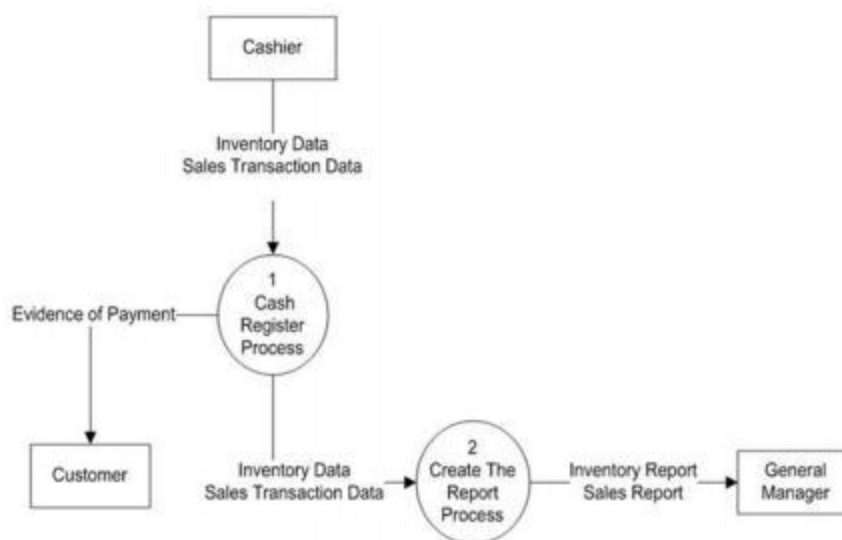 Cashier
Inventory Data
Sales Transaction Data
1
Cash
Register
Process
Evidence of Payment
Customer
Inventory Data
Sales Transaction Data
2
Create The
Report
Process
Inventory Report
Sales Report
General
Manager